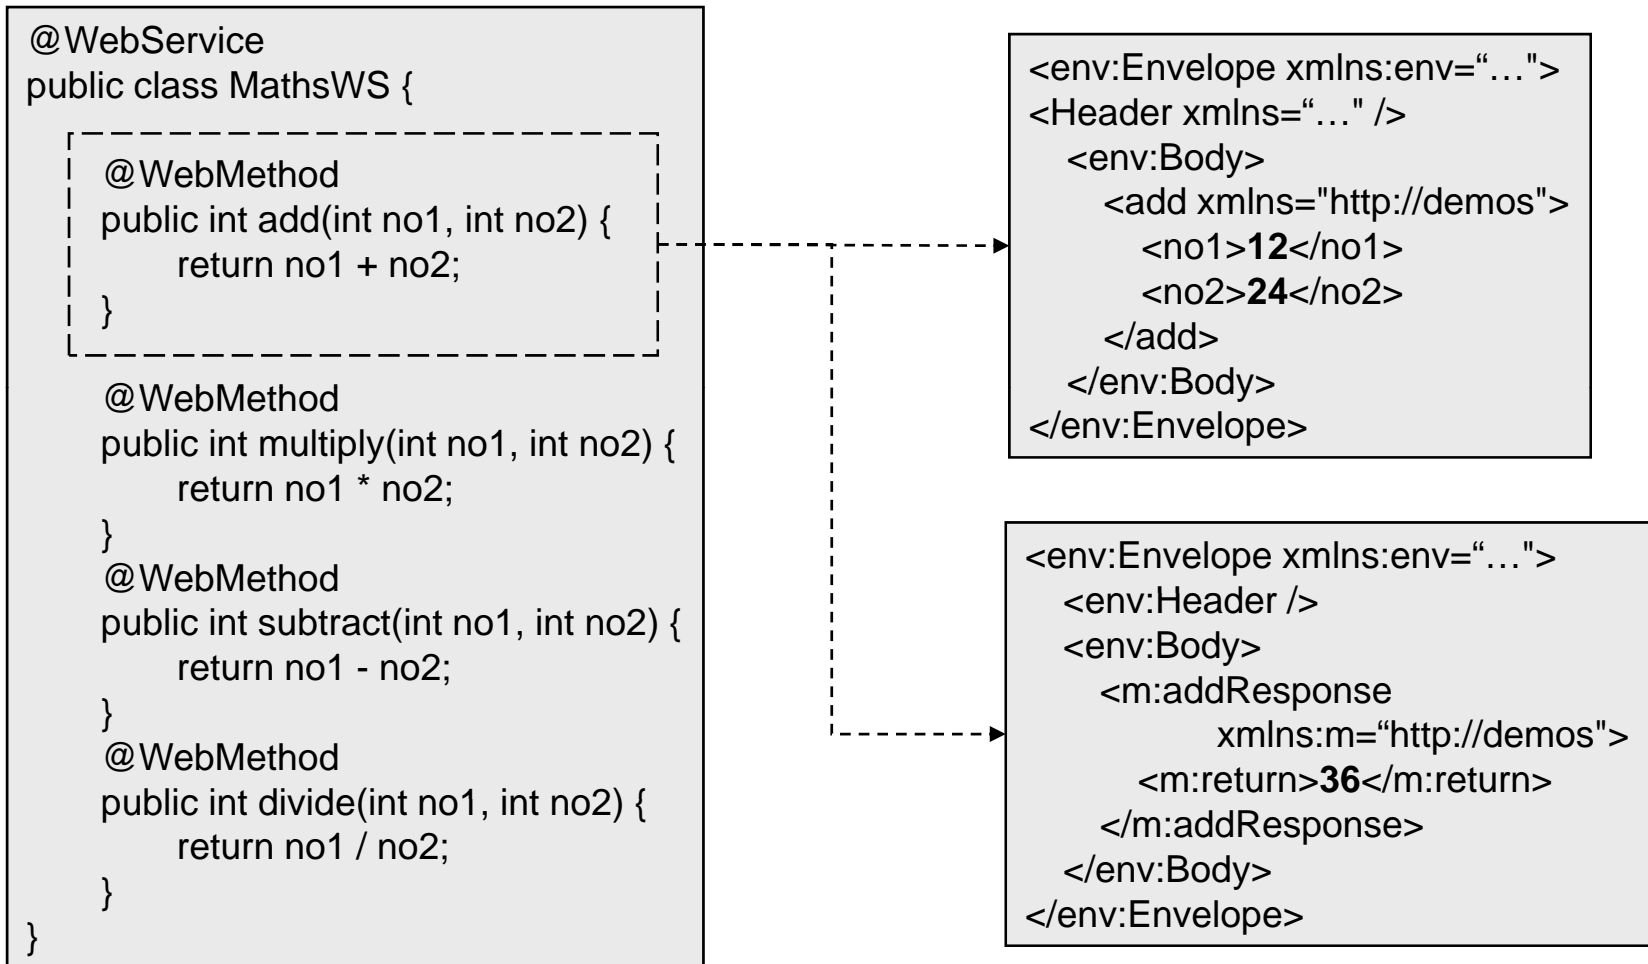 @WebService
public class MathsWS {
@WebMethod
public int add(int no1, int no2) {
return no1 + no2;
}
@WebMethod
public int multiply(int no1, int no2) {
return no1 * no2;
}
@WebMethod
public int subtract(int no1, int no2) {
return no1 - no2;
}
@WebMethod
public int divide(int no1, int no2) {
return no1 / no2;
}
}
<env:Envelope xmlns:env=“…">
<Header xmlns=“…" />
<env:Body>
<add xmlns="http://demos">
<no1>12</no1>
<no2>24</no2>
</add>
</env:Body>
</env:Envelope>
<env:Envelope xmlns:env=“…">
<env:Header />
<env:Body>
<m:addResponse
xmlns:m=“http://demos">
<m:return>36</m:return>
</m:addResponse>
</env:Body>
</env:Envelope>